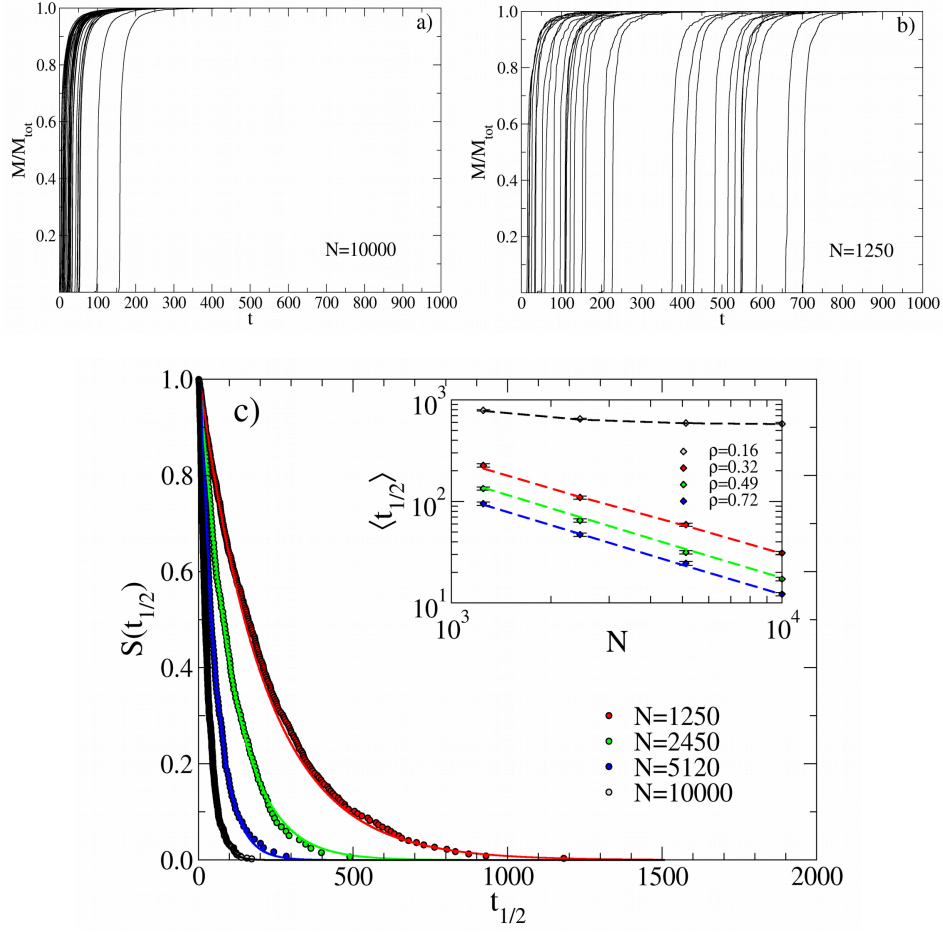 a)
1.0
0.8
0.6
0.4
0.2
M/M_tot
N=10000
0 100 200 300 400 500 600 700 800 900 1000
t
b)
1.0
0.8
0.6
0.4
0.2
M/M_tot
N=1250
0 100 200 300 400 500 600 700 800 900 1000
t
c)
1.0
0.8
0.6
0.4
0.2
0.0
S(t_1/2)
0 500 1000 1500 2000
t_1/2
10^3
10^2
10^1
⟨t_1/2⟩
ρ=0.16
ρ=0.32
ρ=0.49
ρ=0.72
10^3 10^4
N
N=1250
N=2450
N=5120
N=10000